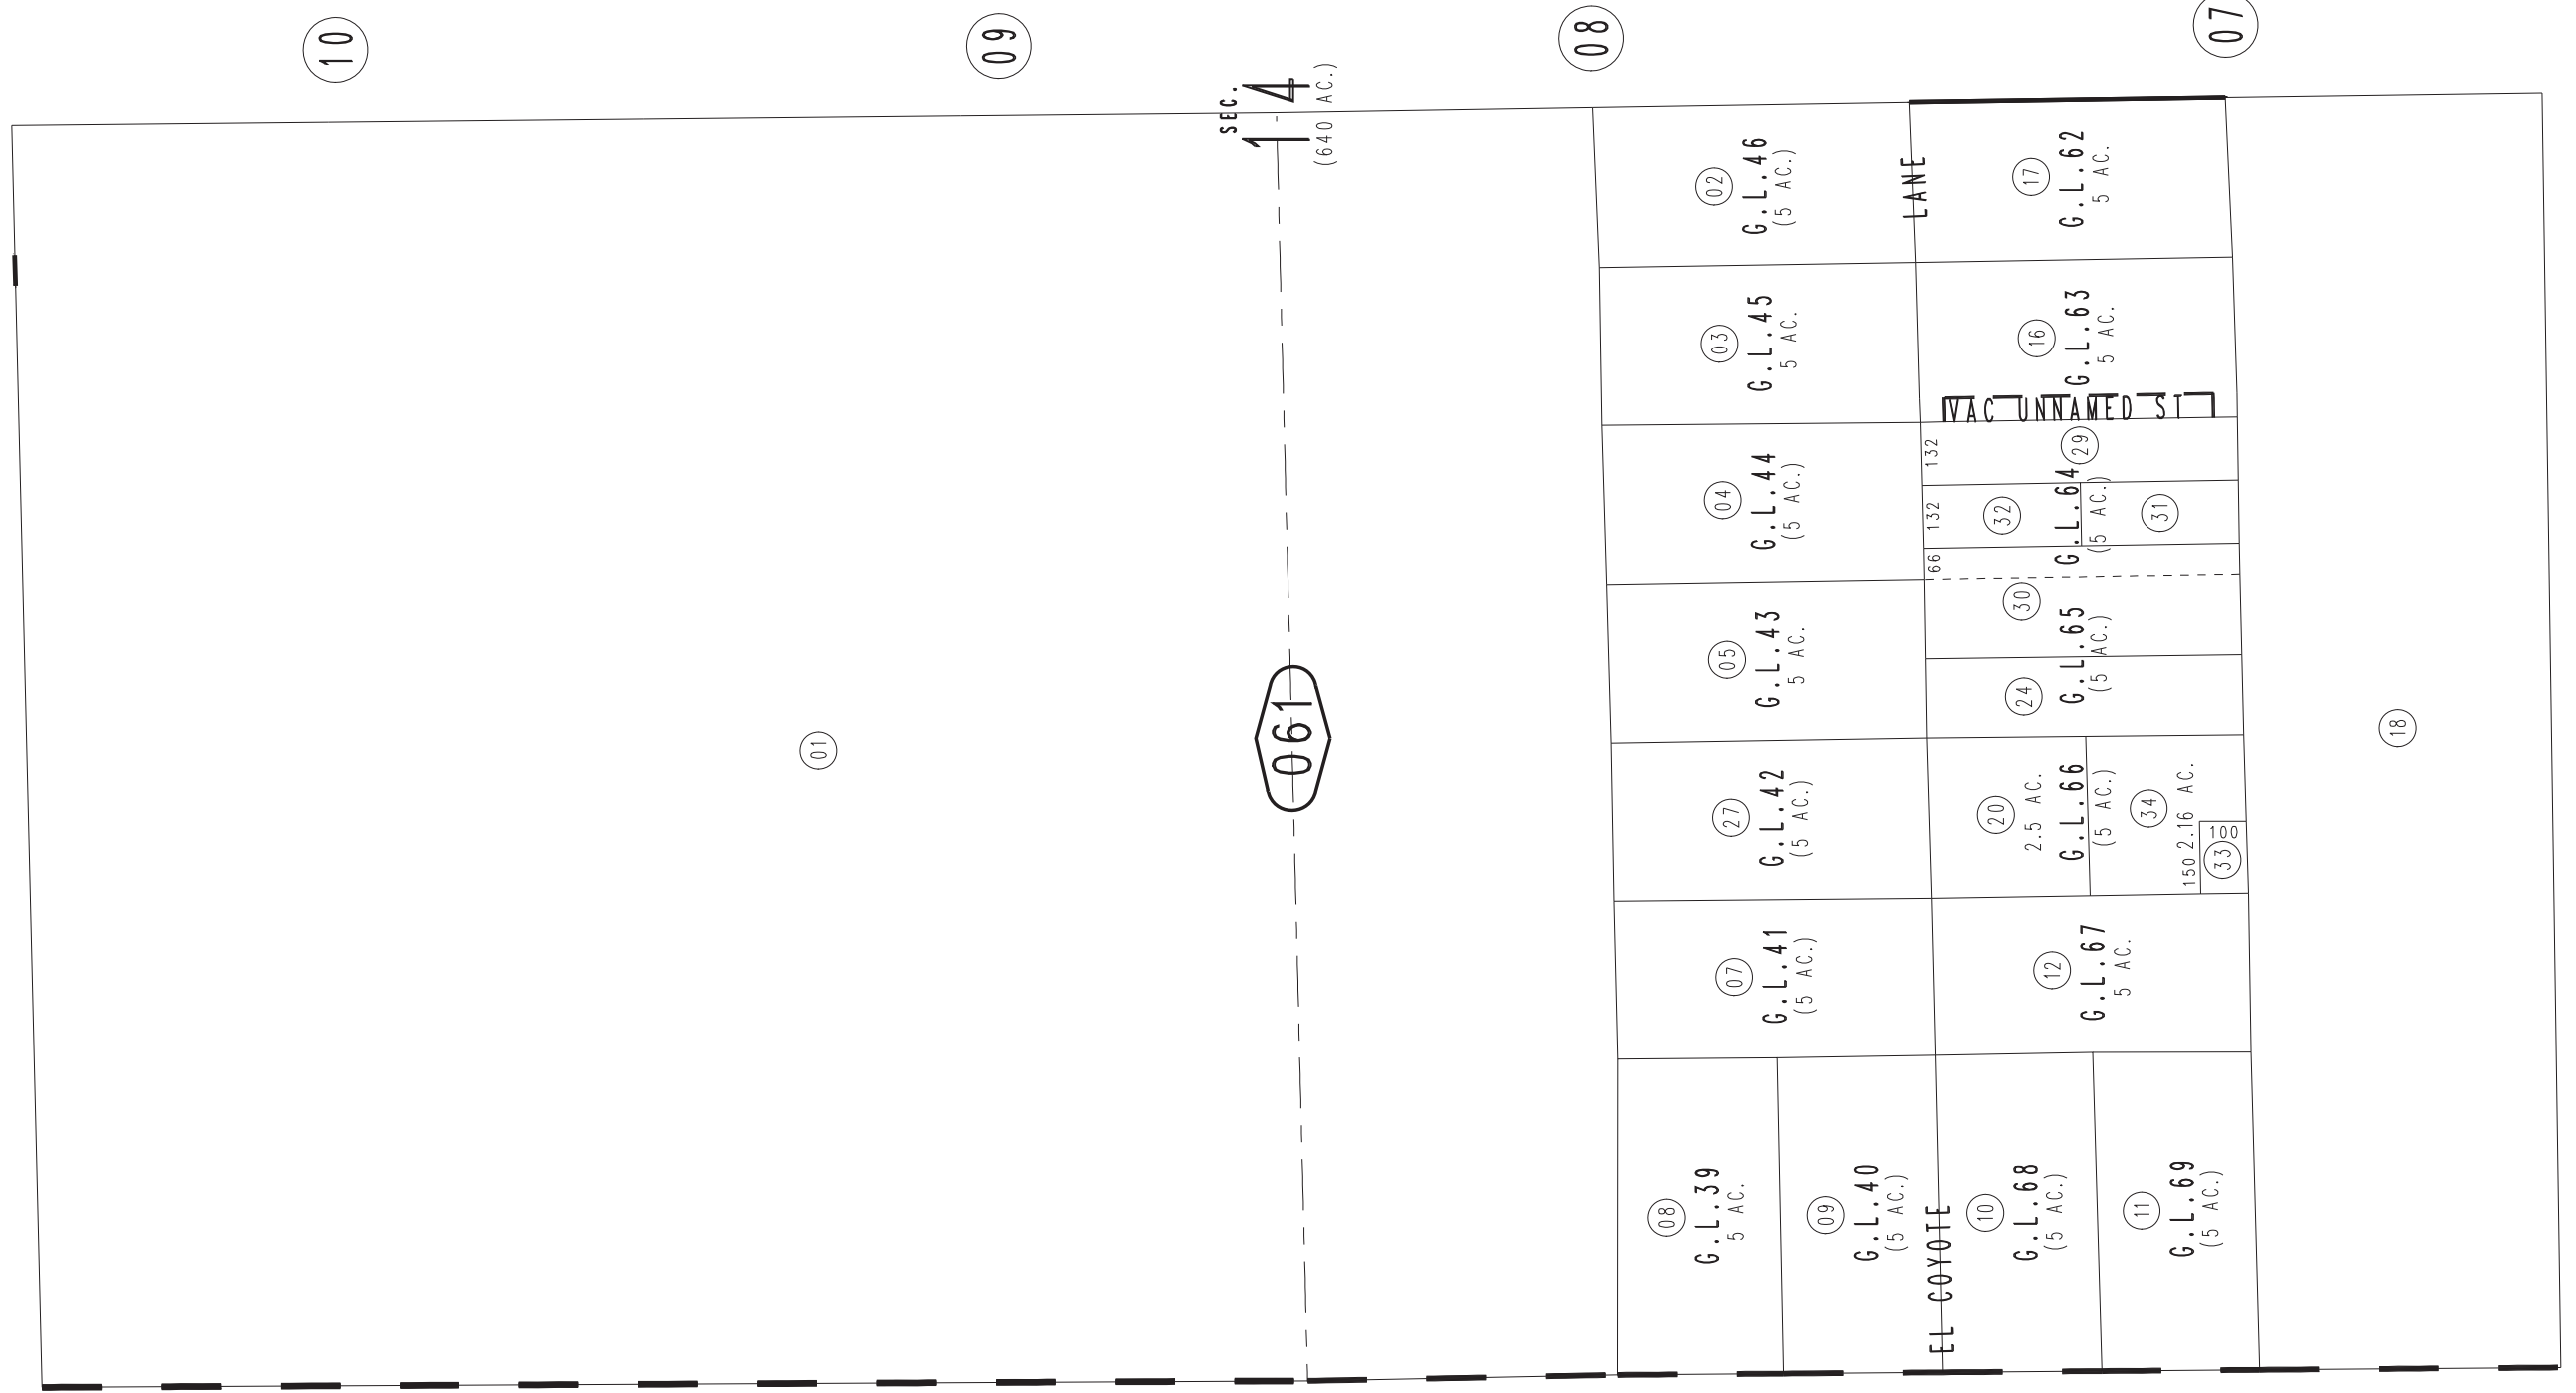 10
09
08
07
SEC.
14
(640 AC.)
01
061
02
G.L.46
(5 AC.)
03
G.L.45
5 AC.
04
G.L.44
(5 AC.)
05
G.L.43
5 AC.
27
G.L.42
(5 AC.)
07
G.L.41
(5 AC.)
08
G.L.39
5 AC.
09
G.L.40
(5 AC.)
EL COYOTE LANE
17
G.L.62
5 AC.
16
G.L.63
5 AC.
VAC UNNAMED ST
132
29
132
32
G.L.64
(5 AC.)
31
66
30
G.L.65
(5 AC.)
24
20
2.5 AC.
G.L.66
(5 AC.)
34
2.16 AC.
150
100
33
12
G.L.67
5 AC.
10
G.L.68
(5 AC.)
11
G.L.69
(5 AC.)
18